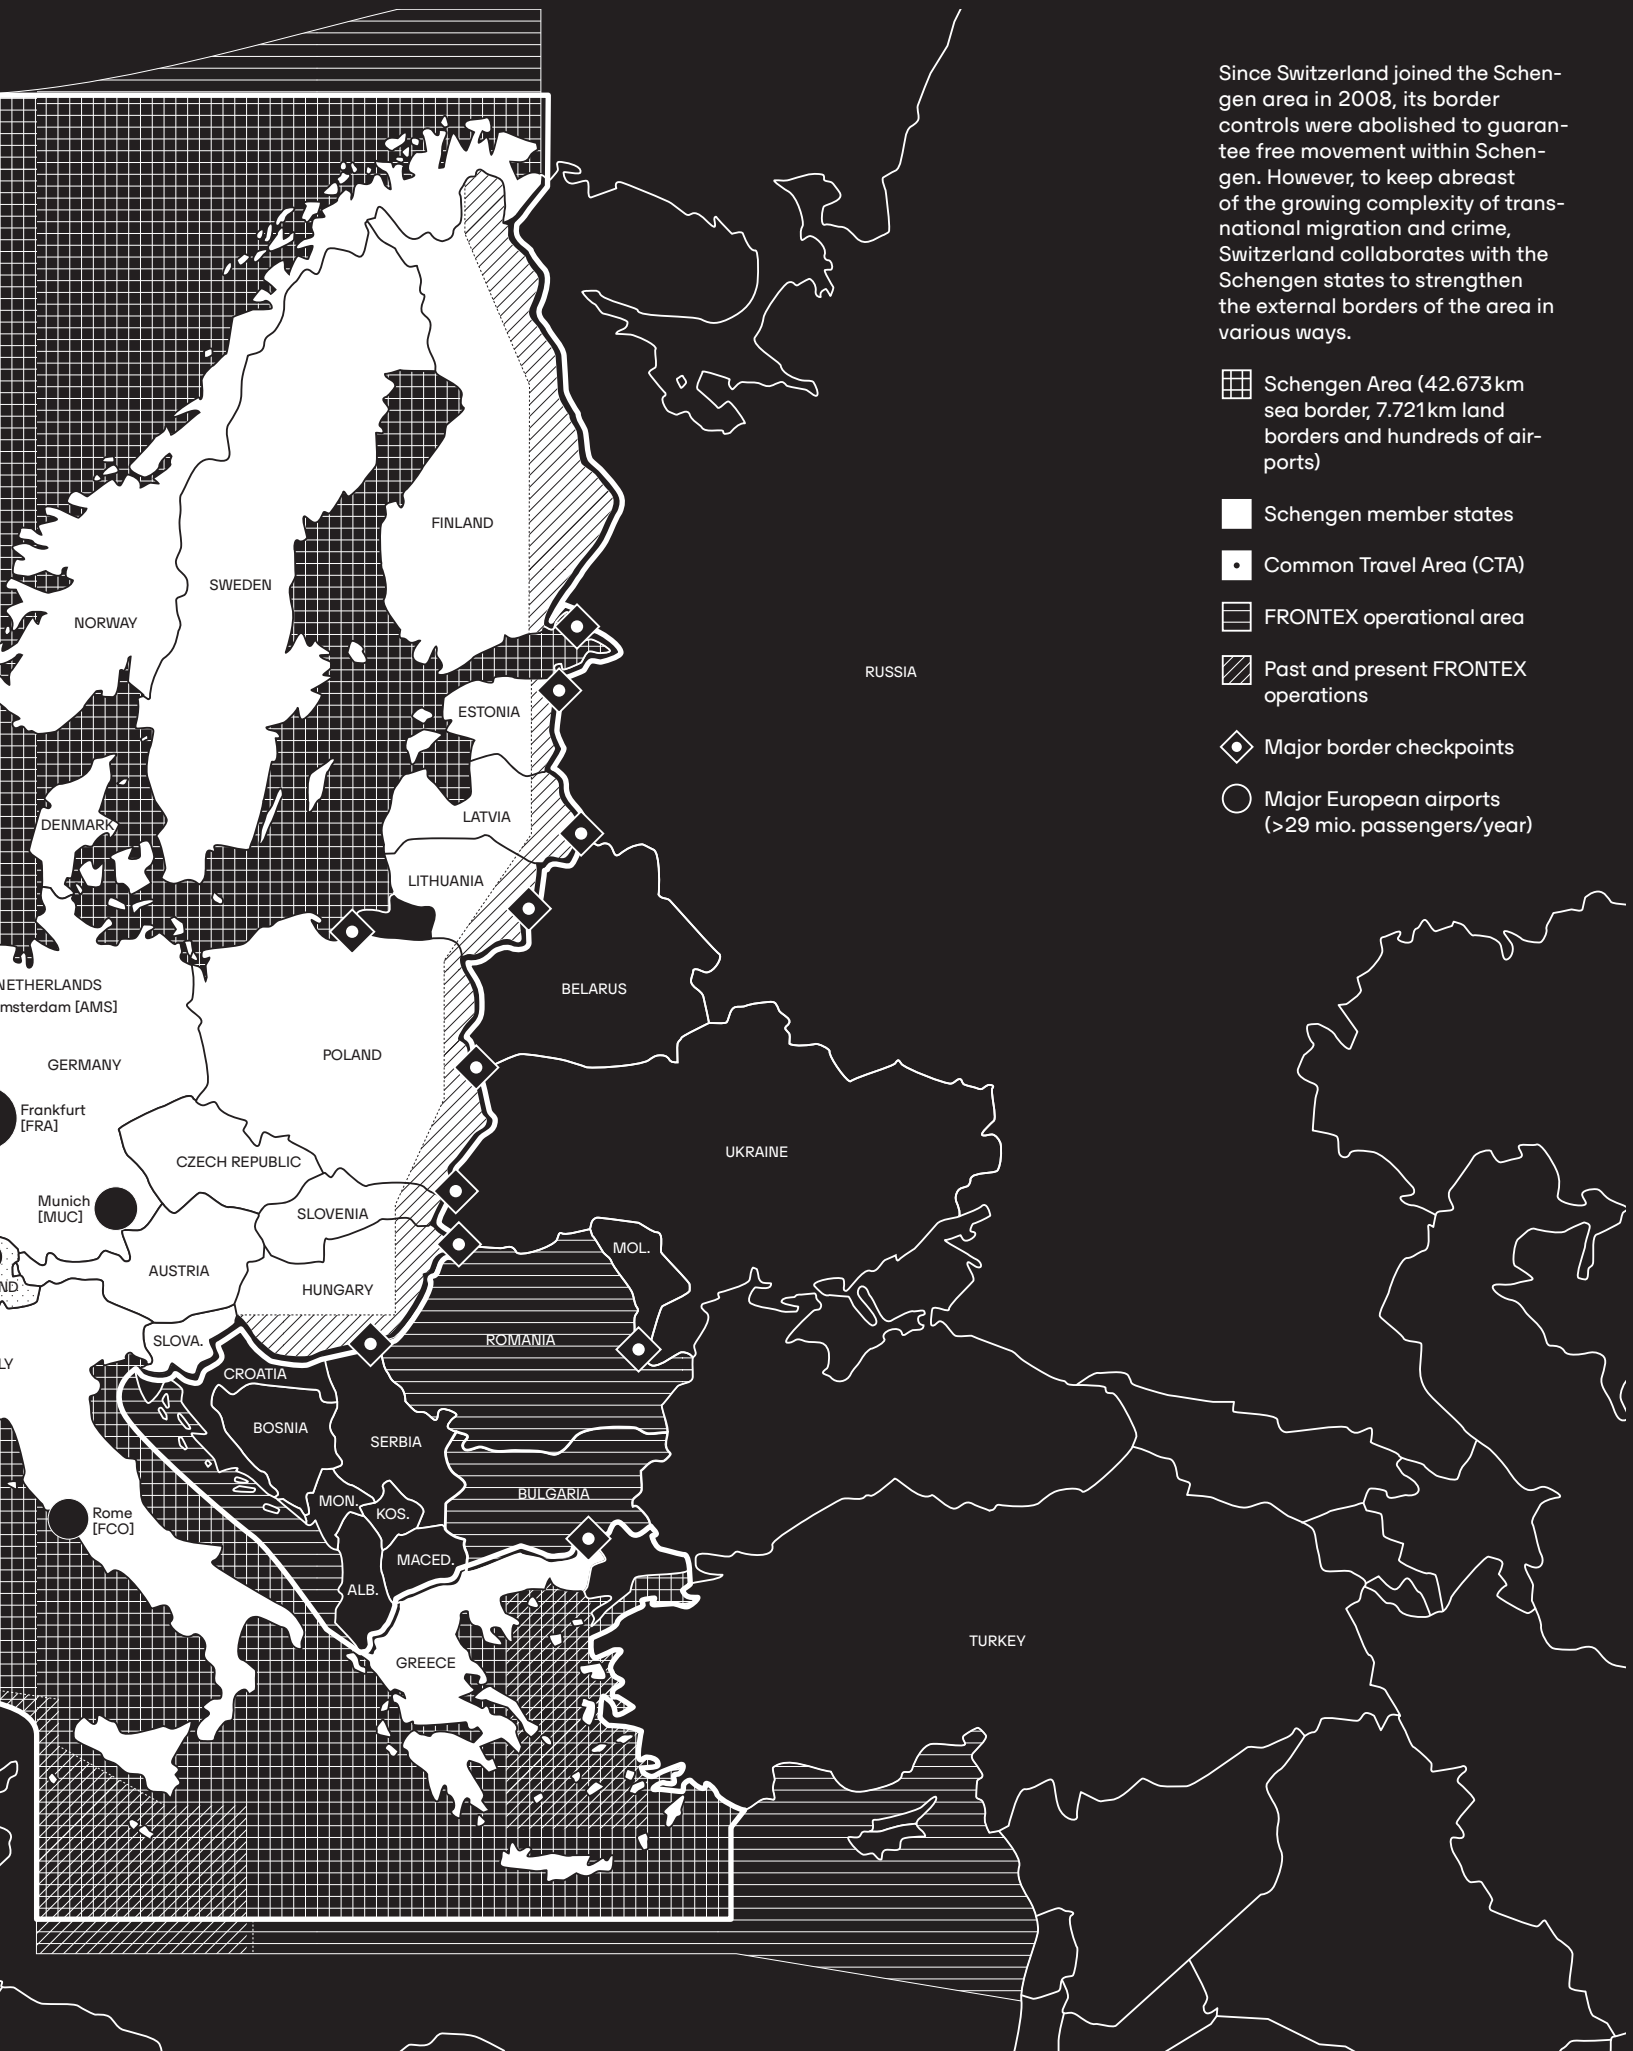 Since Switzerland joined the Schen-
gen area in 2008, its border
controls were abolished to guaran-
tee free movement within Schen-
gen. However, to keep abreast
of the growing complexity of trans-
national migration and crime,
Switzerland collaborates with the
Schengen states to strengthen
the external borders of the area in
various ways.
Schengen Area (42.673 km
sea border, 7.721 km land
borders and hundreds of air-
ports)
Schengen member states
Common Travel Area (CTA)
FRONTEX operational area
Past and present FRONTEX
operations
Major border checkpoints
Major European airports
(>29 mio. passengers/year)
FINLAND
SWEDEN
NORWAY
RUSSIA
ESTONIA
LATVIA
DENMARK
LITHUANIA
NETHERLANDS
BELARUS
msterdam [AMS]
POLAND
GERMANY
Frankfurt
[FRA]
UKRAINE
CZECH REPUBLIC
Munich
[MUC]
SLOVENIA
MOL.
AUSTRIA
ND
HUNGARY
SLOVA.
ROMANIA
LY
CROATIA
BOSNIA
SERBIA
BULGARIA
MON.
KOS.
Rome
[FCO]
MACED.
ALB.
TURKEY
GREECE